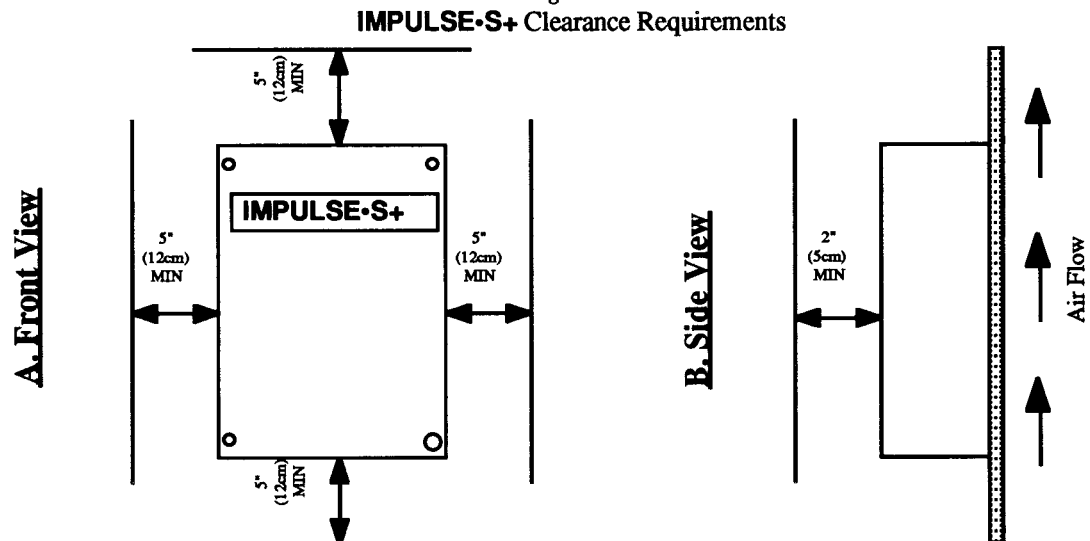 IMPULSE•S+ Clearance Requirements
5"
(12cm)
MIN
A. Front View
IMPULSE•S+
5"
(12cm)
MIN
5"
(12cm)
MIN
5"
(12cm)
MIN
B. Side View
2"
(5cm)
MIN
Air Flow